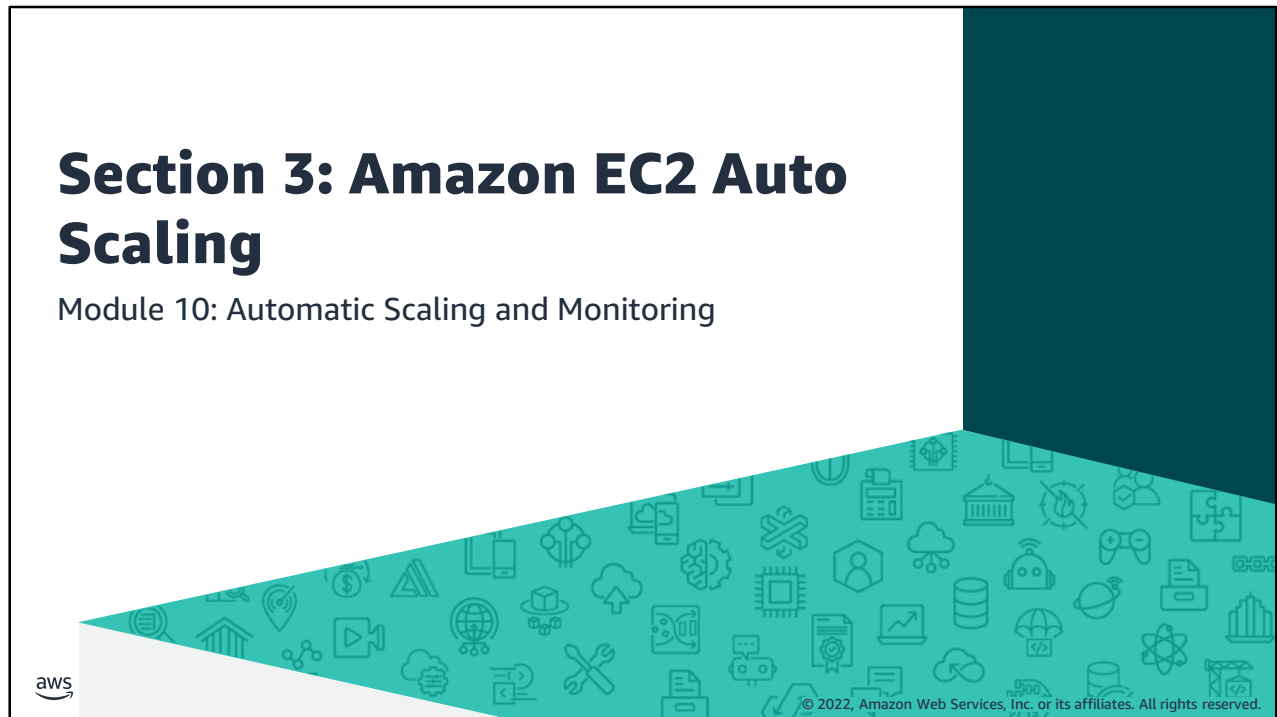 Section 3: Amazon EC2 Auto
Scaling
Module 10: Automatic Scaling and Monitoring
aws
© 2022, Amazon Web Services, Inc. or its affiliates. All rights reserved.